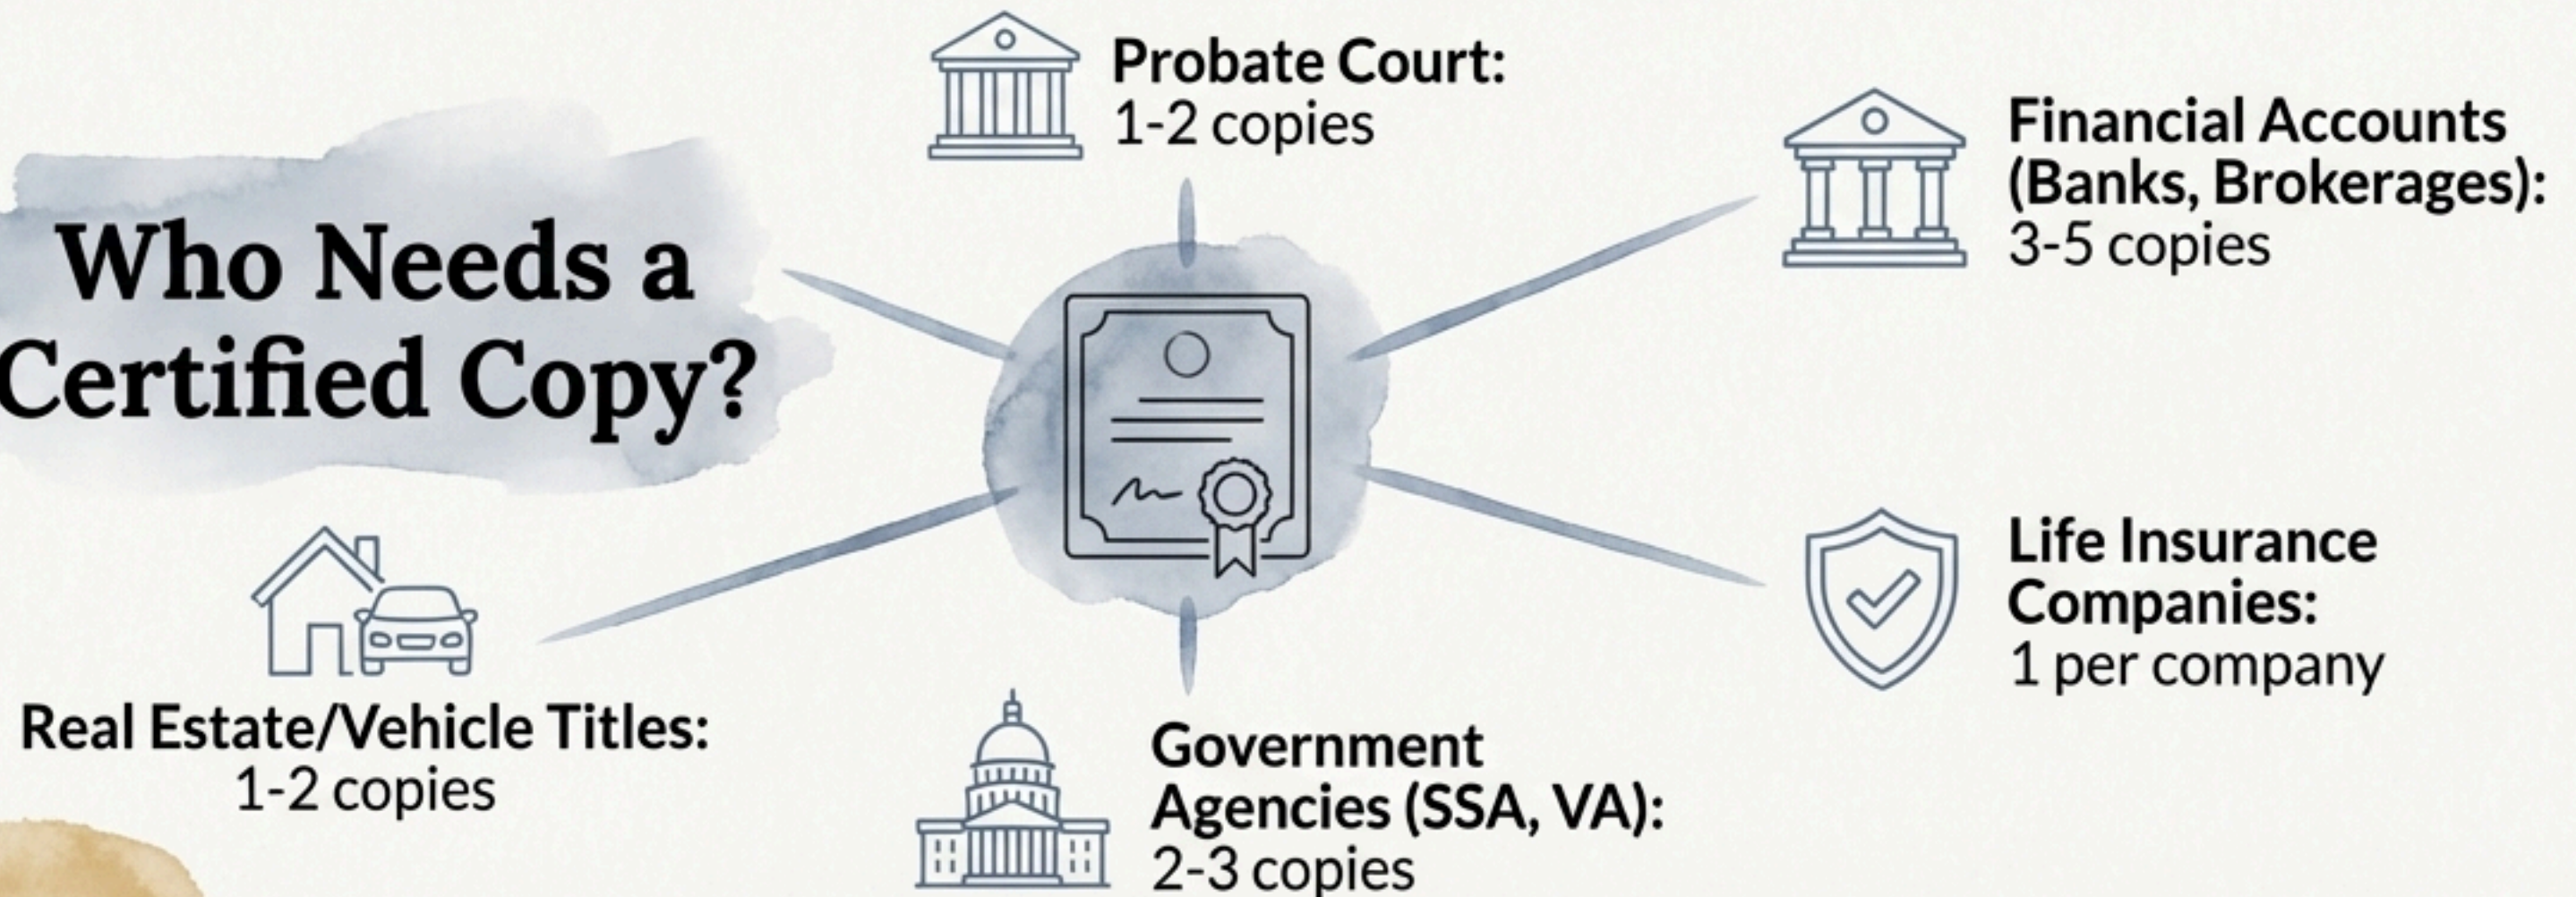 Who Needs a
Certified Copy?
Probate Court:
1-2 copies
Financial Accounts
(Banks, Brokerages):
3-5 copies
Life Insurance
Companies:
1 per company
Government
Agencies (SSA, VA):
2-3 copies
Real Estate/Vehicle Titles:
1-2 copies